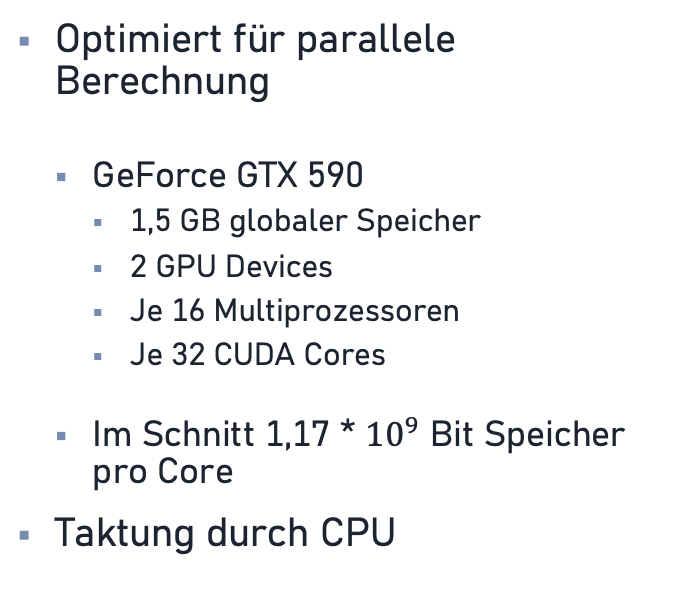 Optimiert für parallele
Berechnung
GeForce GTX 590
1,5 GB globaler Speicher
2 GPU Devices
Je 16 Multiprozessoren
Je 32 CUDA Cores
Im Schnitt 1,17 * 10⁹ Bit Speicher
pro Core
Taktung durch CPU